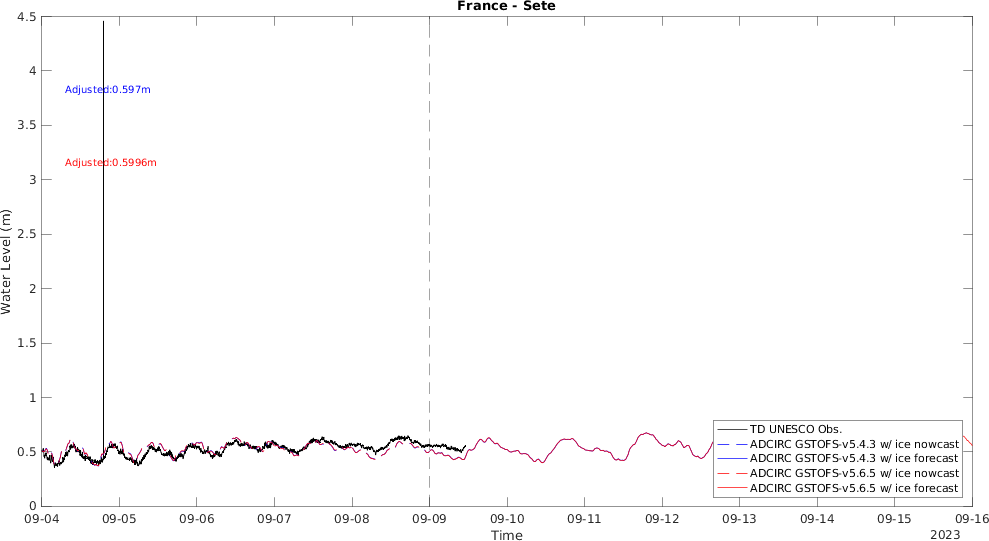 France - Sete
4.5
4
3.5
3
2.5
2
1.5
1
0.5
0
Water Level (m)
Adjusted:0.597m
Adjusted:0.5996m
TD UNESCO Obs.
ADCIRC GSTOFS-v5.4.3 w/ ice nowcast
ADCIRC GSTOFS-v5.4.3 w/ ice forecast
ADCIRC GSTOFS-v5.6.5 w/ ice nowcast
ADCIRC GSTOFS-v5.6.5 w/ ice forecast
09-04 09-05 09-06 09-07 09-08 09-09 09-10 09-11 09-12 09-13 09-14 09-15 09-16
Time
2023